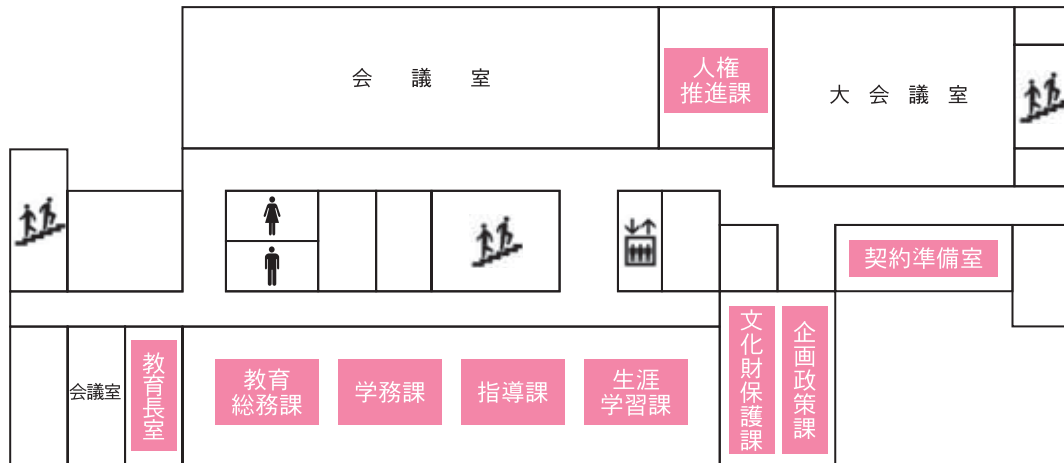 会議室
人権
推進課
大会議室
契約準備室
会議室
教育長室
教育
総務課
学務課
指導課
生涯
学習課
文化財保護課
企画政策課